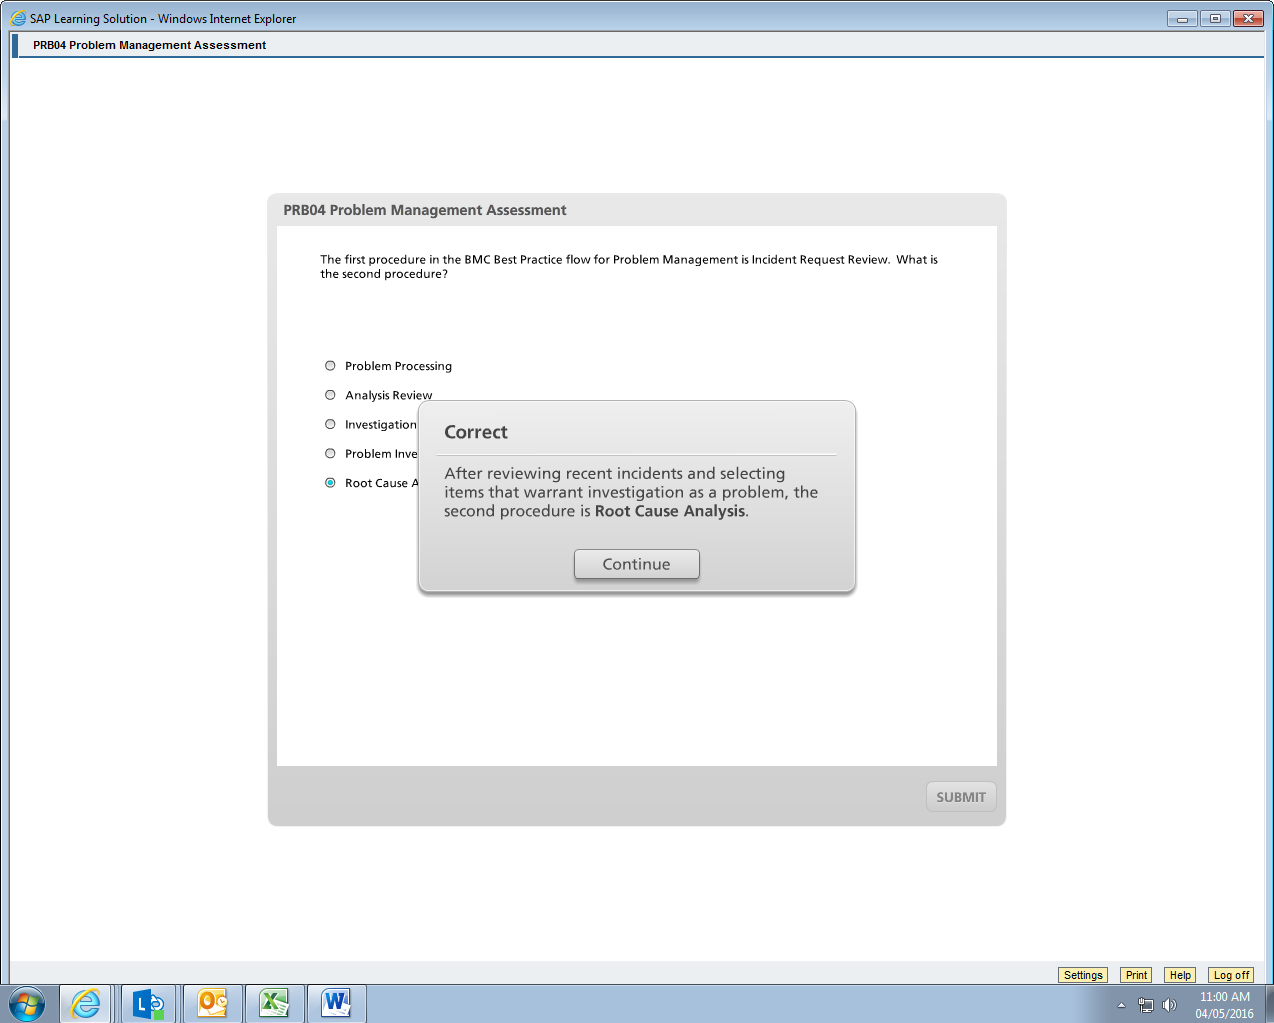 SAP Learning Solution - Windows Internet Explorer
PRB04 Problem Management Assessment
PRB04 Problem Management Assessment
The first procedure in the BMC Best Practice flow for Problem Management is Incident Request Review. What is
the second procedure?
Problem Processing
Analysis Review
Investigation
Problem Inve
Root Cause A
Correct
After reviewing recent incidents and selecting
items that warrant investigation as a problem, the
second procedure is Root Cause Analysis.
Continue
SUBMIT
Settings Print Help Log off
11:00 AM
04/05/2016